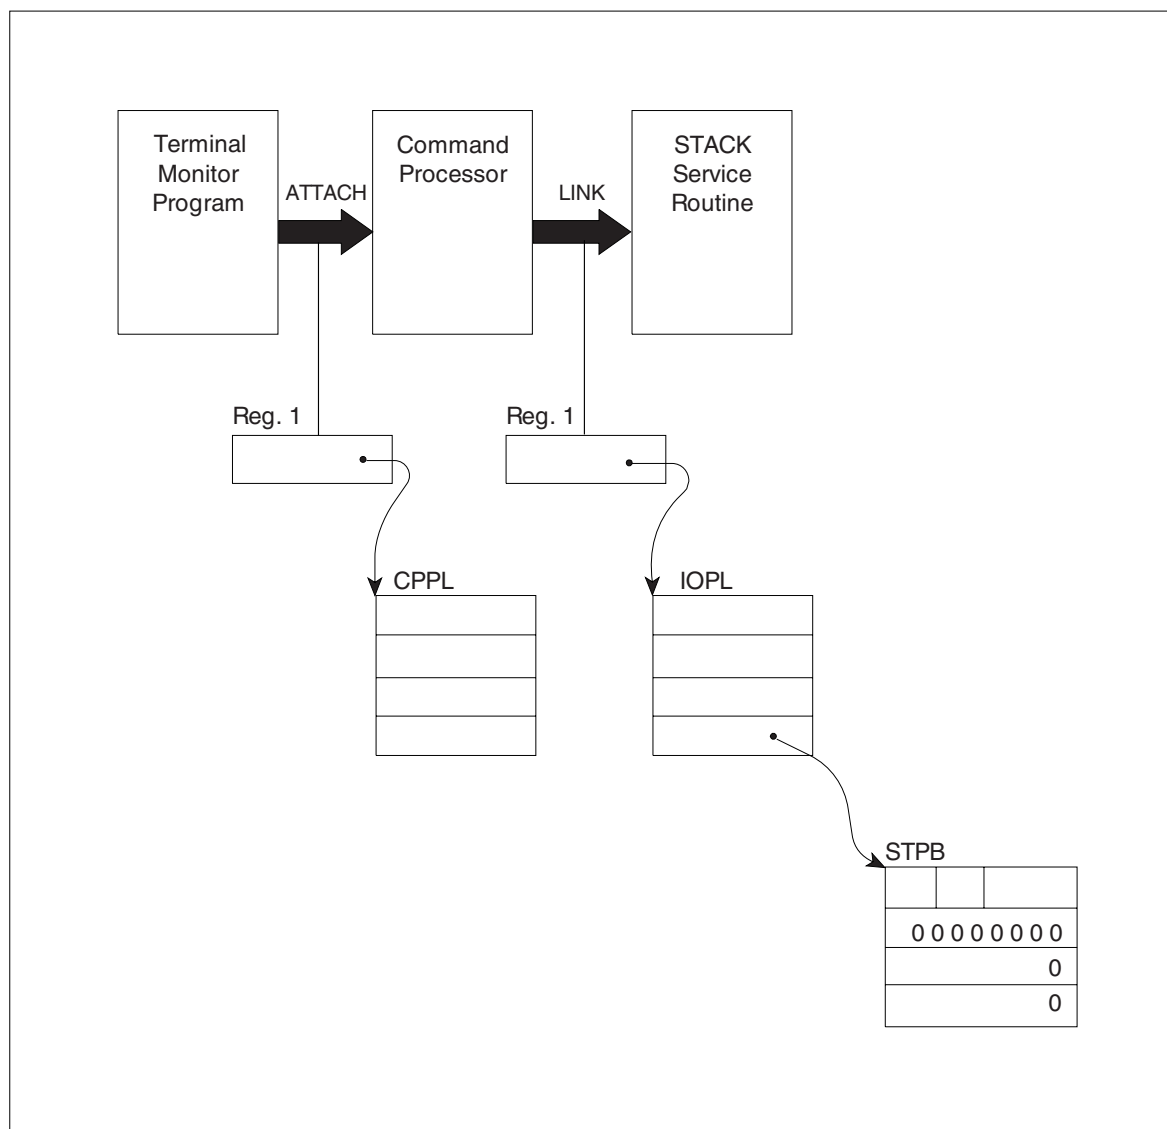 Terminal
Monitor
Program
ATTACH
Command
Processor
LINK
STACK
Service
Routine
Reg. 1
Reg. 1
CPPL
IOPL
STPB
0 0 0 0 0 0 0 0
0
0